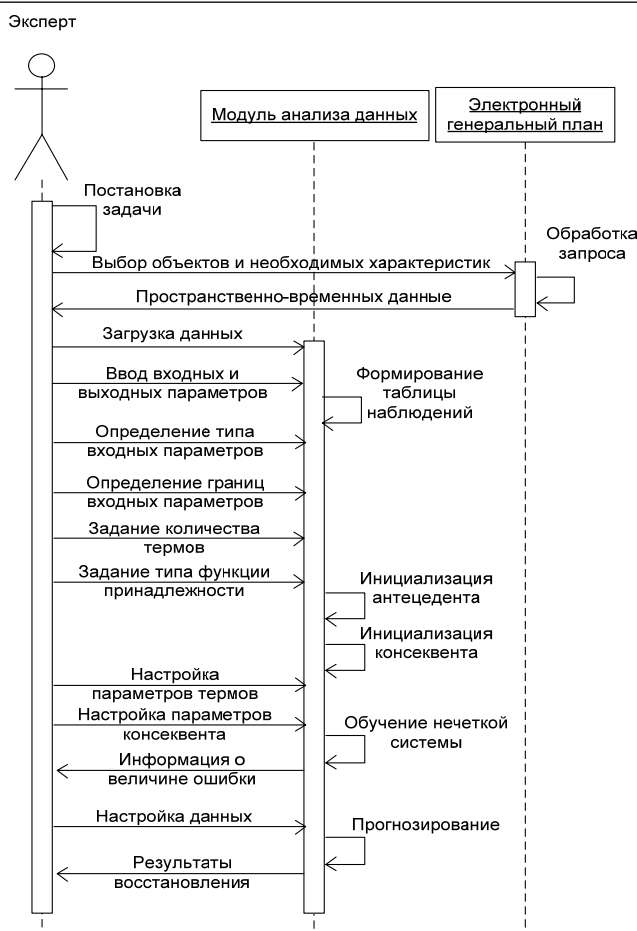 Эксперт
Модуль анализа данных
Электронный
генеральный план
Постановка
задачи
Обработка
запроса
Выбор объектов и необходимых характеристик
Пространственно-временных данные
Загрузка данных
Ввод входных и
выходных параметров
Формирование
таблицы
наблюдений
Определение типа
входных параметров
Определение границ
входных параметров
Задание количества
термов
Задание типа функции
принадлежности
Инициализация
антецедента
Инициализация
консеквента
Настройка
параметров термов
Настройка параметров
консеквента
Обучение нечеткой
системы
Информация о
величине ошибки
Настройка данных
Прогнозирование
Результаты
восстановления